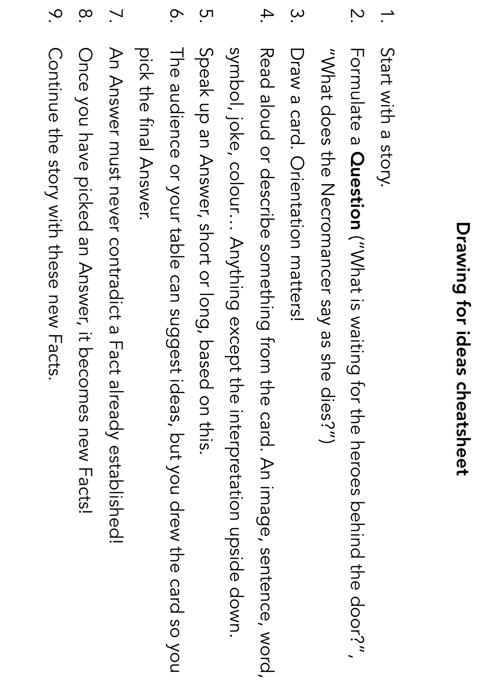 Drawing for ideas cheatsheet
1. Start with a story.
2. Formulate a Question (“What is waiting for the heroes behind the door?”,
“What does the Necromancer say as she dies?”)
3. Draw a card. Orientation matters!
4. Read aloud or describe something from the card. An image, sentence, word,
symbol, joke, colour… Anything except the interpretation upside down.
5. Speak up an Answer, short or long, based on this.
6. The audience or your table can suggest ideas, but you drew the card so you
pick the final Answer.
7. An Answer must never contradict a Fact already established!
8. Once you have picked an Answer, it becomes new Facts!
9. Continue the story with these new Facts.